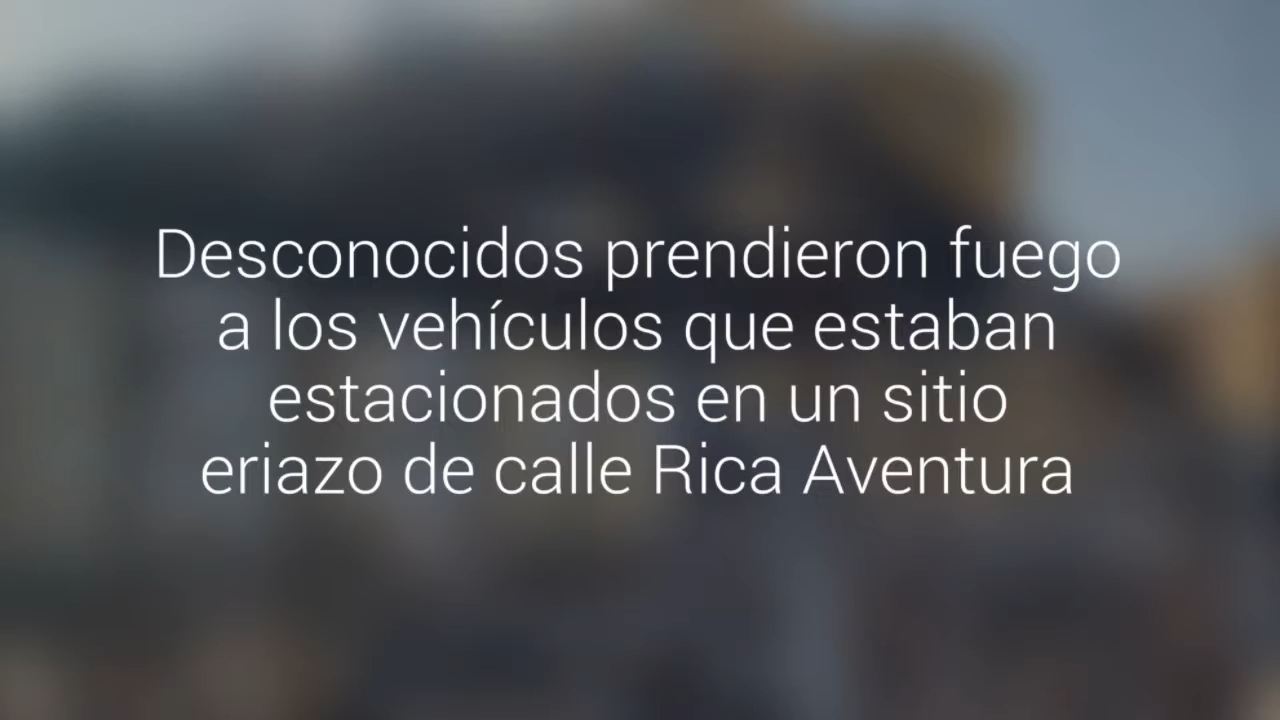 Desconocidos prendieron fuego
a los vehículos que estaban
estacionados en un sitio
eriazo de calle Rica Aventura